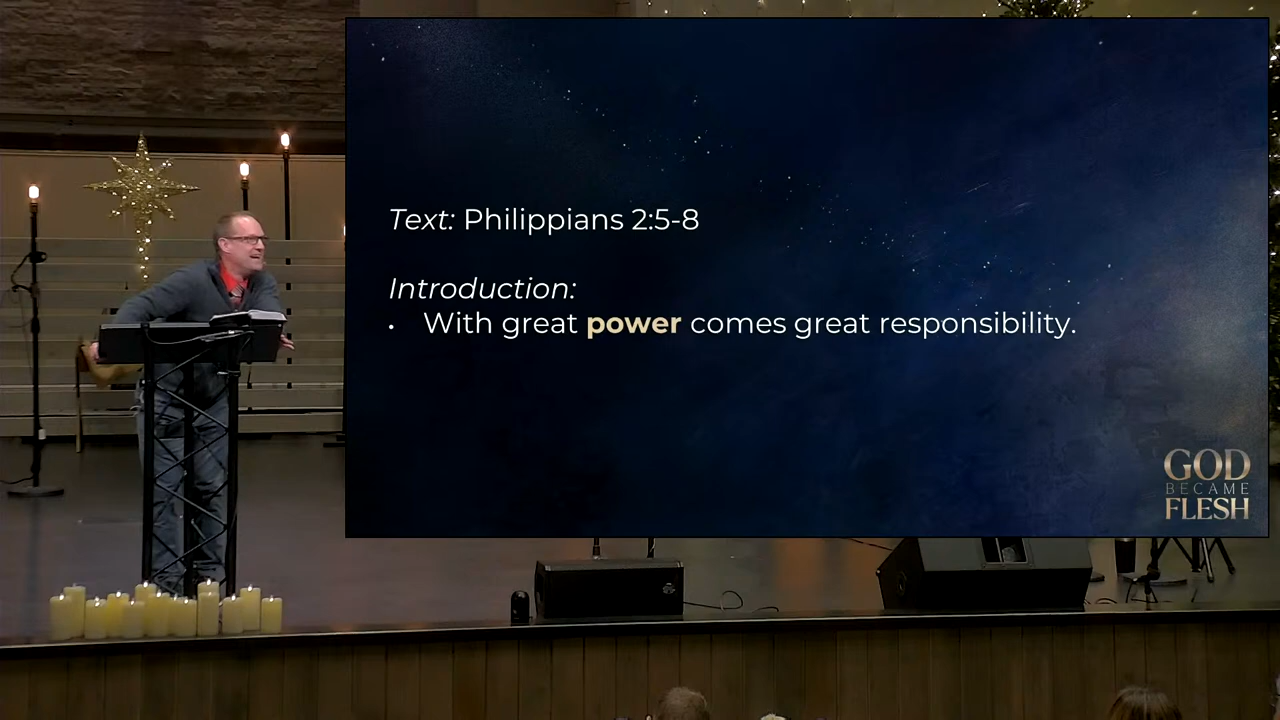 Text: Philippians 2:5-8
Introduction:
• With great power comes great responsibility.
GOD
BECAME
FLESH